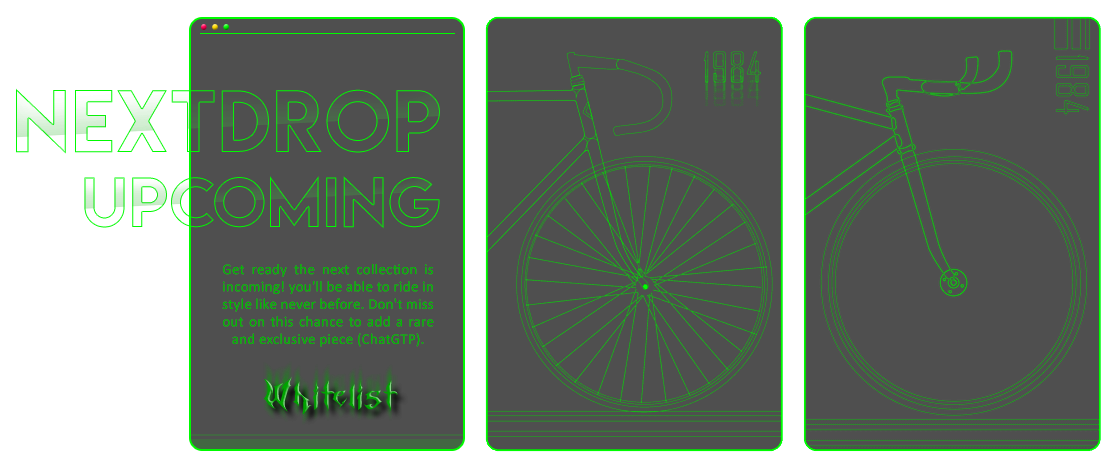 NEXTDROP
UPCOMING
Get ready the next collection is
incoming! you'll be able to ride in
style like never before. Don't miss
out on this chance to add a rare
and exclusive piece (ChatGTP).
Whitelist
1984
1984